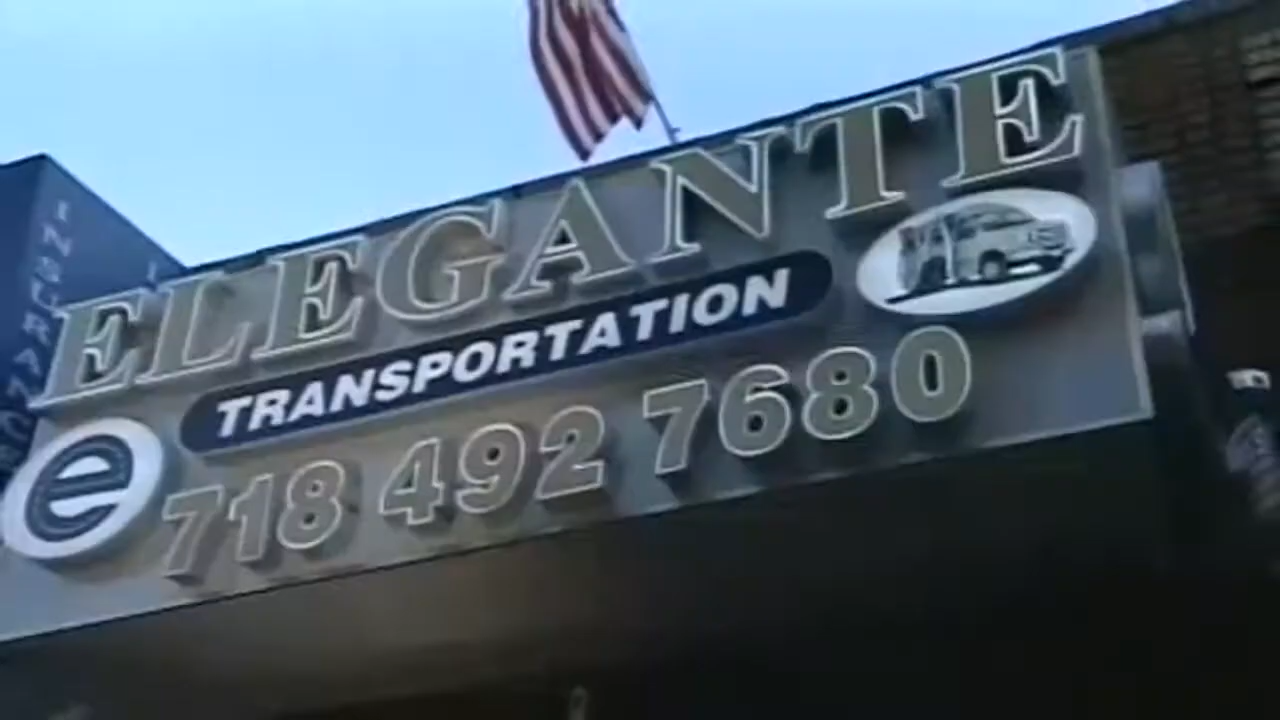 ELEGANTE
TRANSPORTATION
e
718 492 7680
INSURANCE